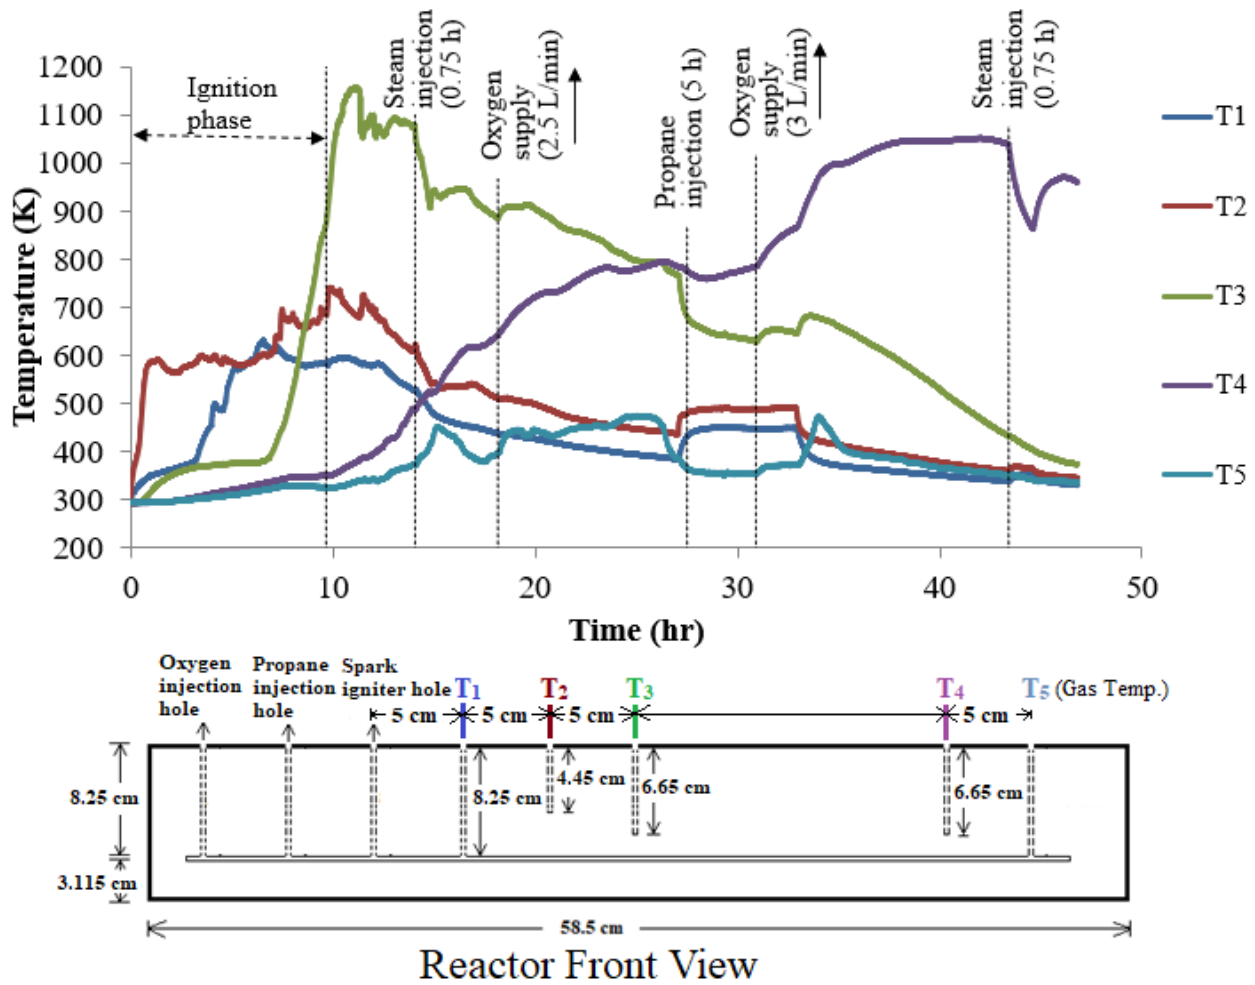 Ignition
phase
Steam
injection
(0.75 h)
Oxygen
supply
(2.5 L/min)
Propane
injection (5 h)
Oxygen
supply
(3 L/min)
Steam
injection
(0.75 h)
Temperature (K)
1200
1100
1000
900
800
700
600
500
400
300
200
0
10
20
30
40
50
Time (hr)
T1
T2
T3
T4
T5
Oxygen
injection
hole
Propane
injection
hole
Spark
igniter hole
T1
T2
T3
T4
T5 (Gas Temp.)
5 cm
5 cm
5 cm
5 cm
8.25 cm
3.115 cm
8.25 cm
4.45 cm
6.65 cm
6.65 cm
58.5 cm
Reactor Front View